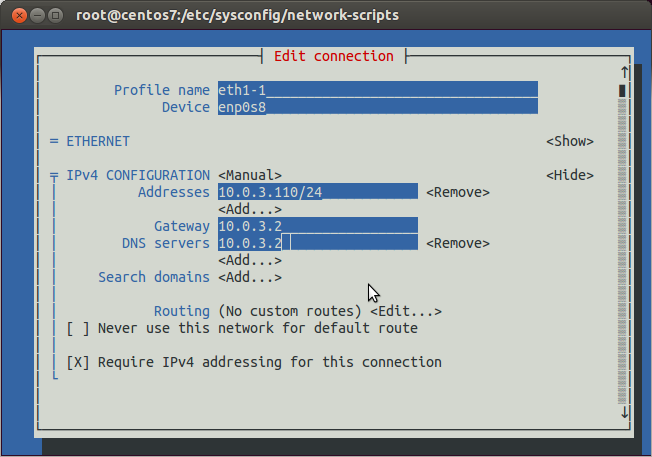 root@centos7:/etc/sysconfig/network-scripts
Edit connection
Profile name eth1-1
Device enp0s8
= ETHERNET <Show>
IPv4 CONFIGURATION <Manual> <Hide>
Addresses 10.0.3.110/24 <Remove>
<Add...>
Gateway 10.0.3.2
DNS servers 10.0.3.2 <Remove>
<Add...>
Search domains <Add...>
Routing (No custom routes) <Edit...>
[ ] Never use this network for default route
[X] Require IPv4 addressing for this connection